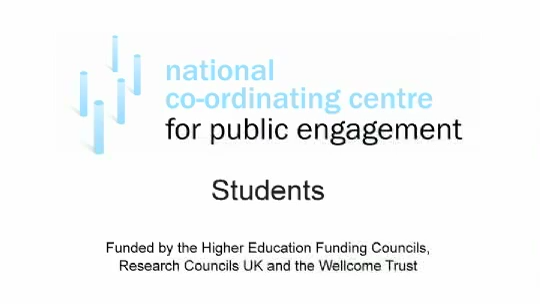 national
co-ordinating centre
for public engagement
Students
Funded by the Higher Education Funding Councils,
Research Councils UK and the Wellcome Trust